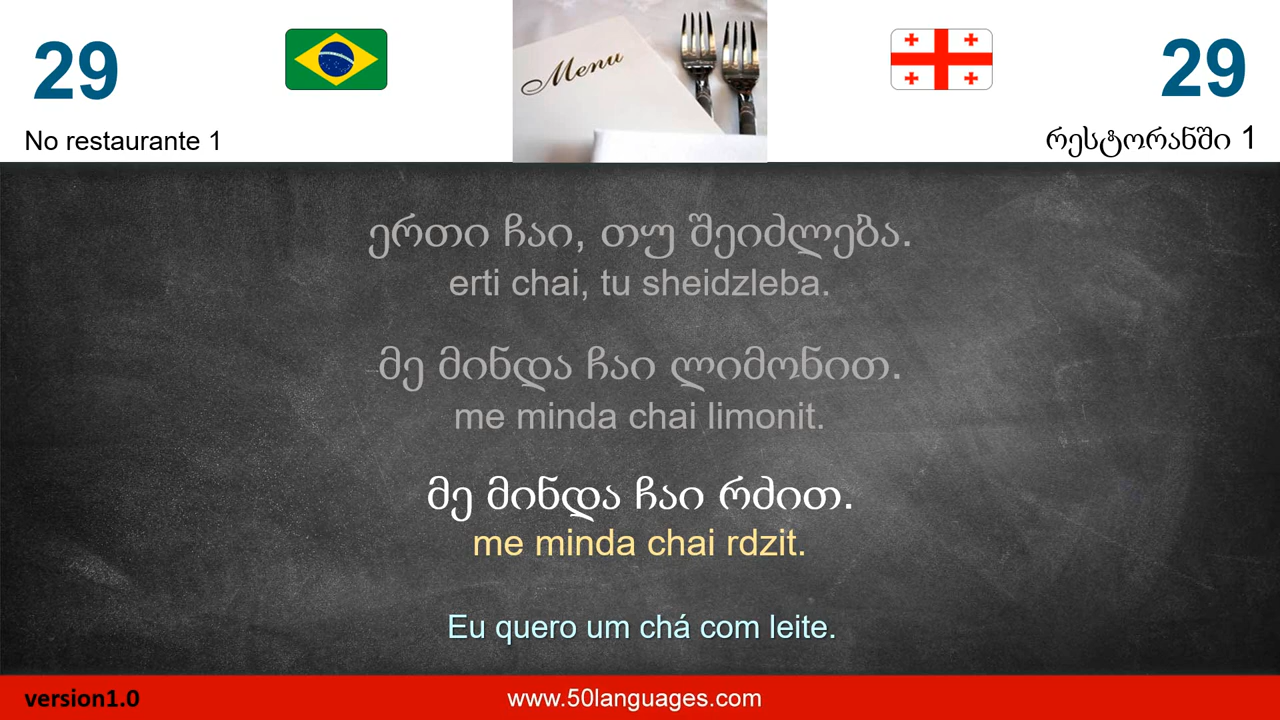 29
29
Menu
No restaurante 1
რესტორანში 1
ერთი ჩაი, თუ შეიძლება.
erti chai, tu sheidzleba.
მე მინდა ჩაი ლიმონით.
me minda chai limonit.
მე მინდა ჩაი რძით.
me minda chai rdzit.
Eu quero um chá com leite.
version1.0
www.50languages.com